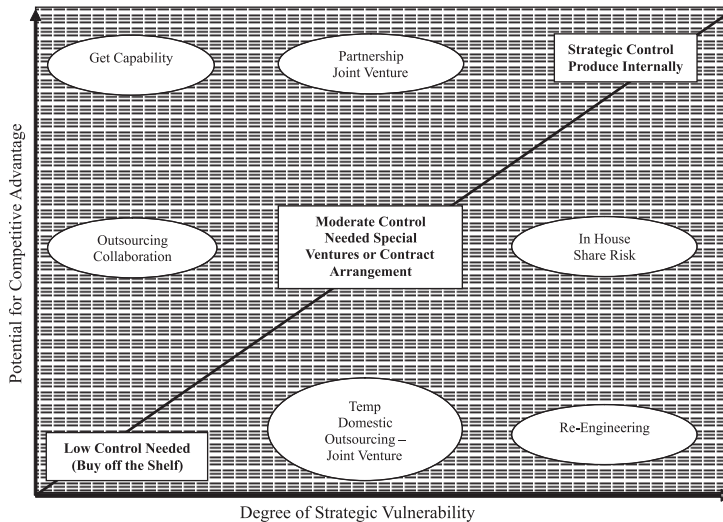 Get Capability
Partnership
Joint Venture
Strategic Control
Produce Internally
Potential for Competitive Advantage
Outsourcing
Collaboration
Moderate Control
Needed Special
Ventures or Contract
Arrangement
In House
Share Risk
Low Control Needed
(Buy off the Shelf)
Temp
Domestic
Outsourcing –
Joint Venture
Re-Engineering
Degree of Strategic Vulnerability